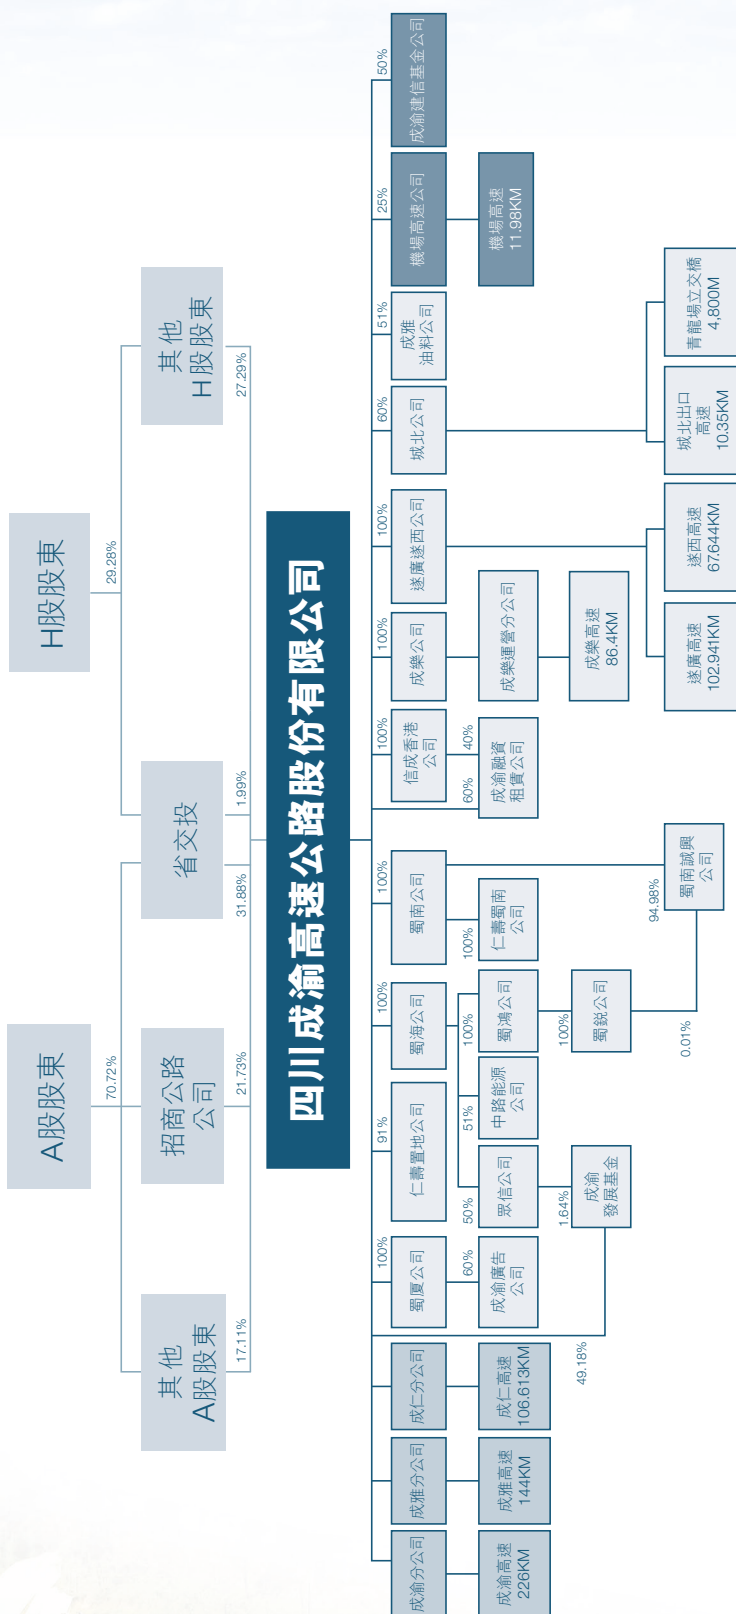 A股股東
H股股東
70.72%
29.28%
其他
A股股東
招商公路
公司
省交投
其他
H股股東
17.11%
21.73%
31.88%
1.99%
27.29%
四川成渝高速公路股份有限公司
100%
91%
100%
100%
100%
100%
100%
60%
51%
25%
50%
成渝分公司
成雅分公司
成仁分公司
蜀厦公司
仁壽置地公司
蜀海公司
蜀南公司
信成香港
公司
成樂公司
遂廣遂西公司
城北公司
成雅
油料公司
機場高速公司
成渝建信基金公司
60%
50%
51%
100%
100%
60%
40%
成渝高速
226KM
成雅高速
144KM
成仁高速
106.613KM
成渝廣告
公司
眾信公司
中路能源
公司
蜀鴻公司
仁壽蜀南
公司
成渝融資
租賃公司
成樂運營分公司
機場高速
11.98KM
49.18%
1.64%
100%
成渝
發展基金
蜀銳公司
成樂高速
86.4KM
0.01%
94.98%
蜀南誠興
公司
遂廣高速
102.941KM
遂西高速
67.644KM
城北出口
高速
10.35KM
青龍場立交橋
4,800M